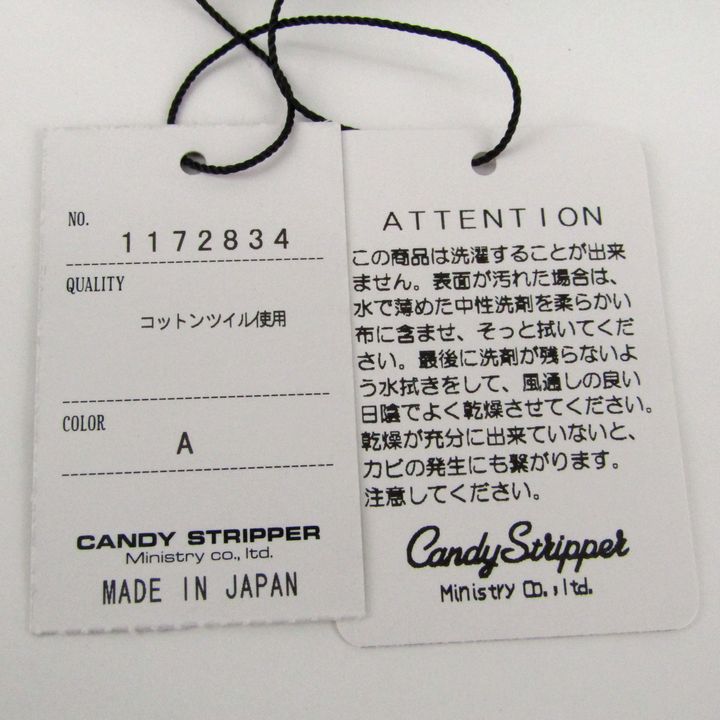 NO.
1172834
QUALITY
コットンツイル使用
COLOR
A
CANDY STRIPPER
Ministry co., ltd.
MADE IN JAPAN
ATTENTION
この商品は洗濯することが出来
ません。表面が汚れた場合は、
水で薄めた中性洗剤を柔らかい
布に含ませ、そっと拭いてくだ
さい。最後に洗剤が残らないよ
う水拭きをして、風通しの良い
日陰でよく乾燥させてください。
乾燥が充分に出来ていないと、
カビの発生にも繋がります。
注意してください。
Candy Stripper
Ministry Co., ltd.